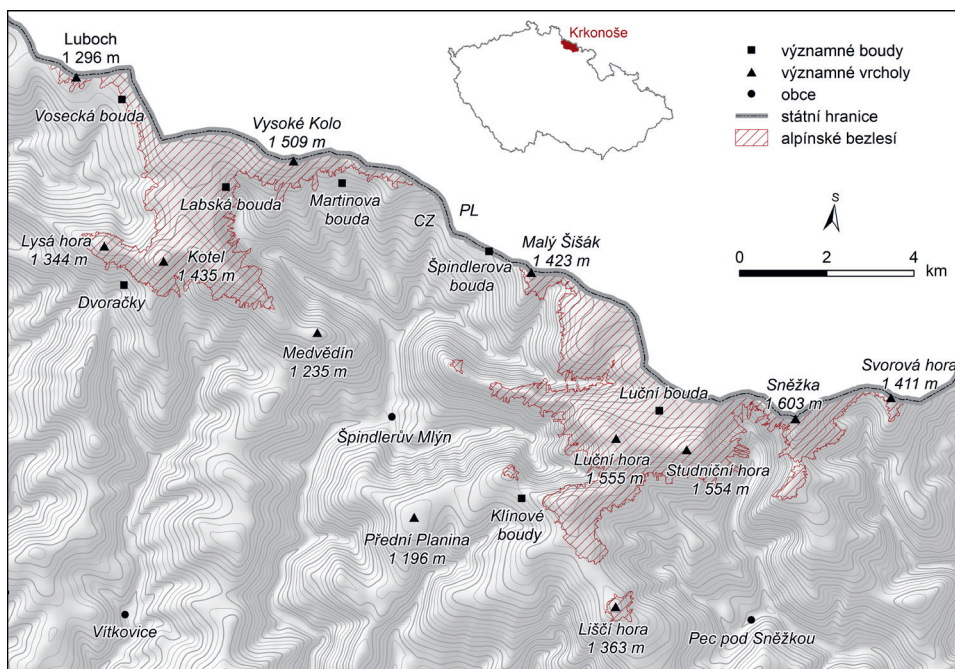 Luboch
1 296 m
Vosecká bouda
Vysoké Kolo
1 509 m
Labská bouda
Martinova
bouda
CZ
PL
Lysá hora
1 344 m
Kotel
1 435 m
Dvoračky
Špindlerova
bouda
Malý Šišák
1 423 m
Medvědín
1 235 m
Špindlerův Mlýn
Luční bouda
Sněžka
1 603 m
Svorová hora
1 411 m
Luční hora
1 555 m
Studniční hora
1 554 m
Klínové
boudy
Přední Planina
1 196 m
Vítkovice
Liščí hora
1 363 m
Pec pod Sněžkou
Krkonoše
významné boudy
významné vrcholy
obce
státní hranice
alpínské bezlesí
S
0 2 4
km